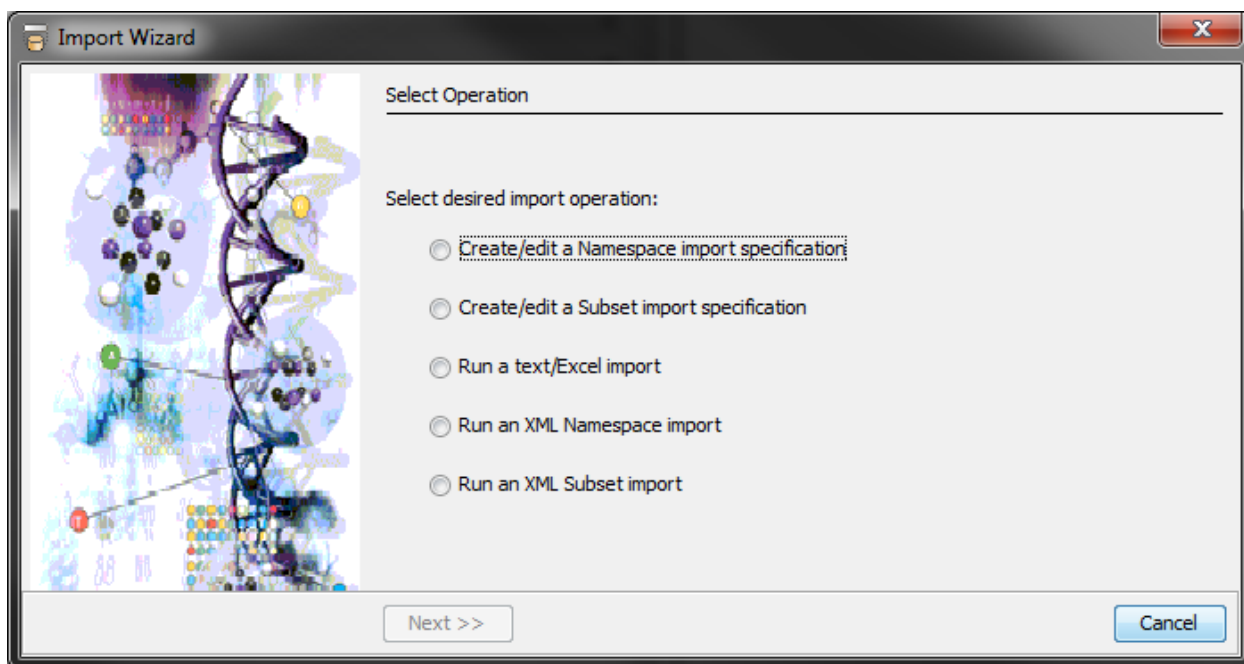 Import Wizard
Select Operation
Select desired import operation:
Create/edit a Namespace import specification
Create/edit a Subset import specification
Run a text/Excel import
Run an XML Namespace import
Run an XML Subset import
Next >>
Cancel